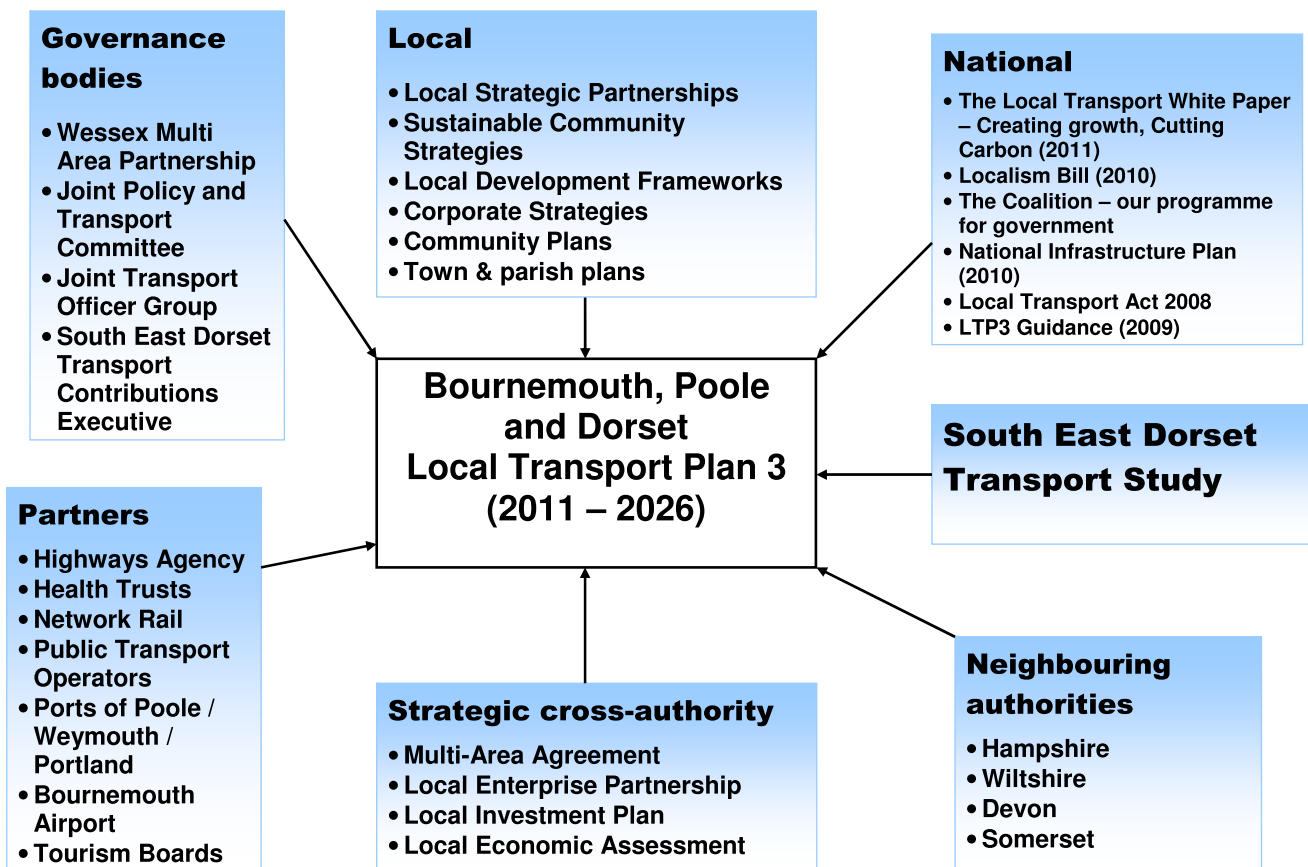 Governance
bodies
• Wessex Multi
Area Partnership
• Joint Policy and
Transport
Committee
• Joint Transport
Officer Group
• South East Dorset
Transport
Contributions
Executive
Local
• Local Strategic Partnerships
• Sustainable Community
Strategies
• Local Development Frameworks
• Corporate Strategies
• Community Plans
• Town & parish plans
National
• The Local Transport White Paper
– Creating growth, Cutting
Carbon (2011)
• Localism Bill (2010)
• The Coalition – our programme
for government
• National Infrastructure Plan
(2010)
• Local Transport Act 2008
• LTP3 Guidance (2009)
Bournemouth, Poole
and Dorset
Local Transport Plan 3
(2011 – 2026)
South East Dorset
Transport Study
Partners
• Highways Agency
• Health Trusts
• Network Rail
• Public Transport
Operators
• Ports of Poole /
Weymouth /
Portland
• Bournemouth
Airport
• Tourism Boards
Strategic cross-authority
• Multi-Area Agreement
• Local Enterprise Partnership
• Local Investment Plan
• Local Economic Assessment
Neighbouring
authorities
• Hampshire
• Wiltshire
• Devon
• Somerset